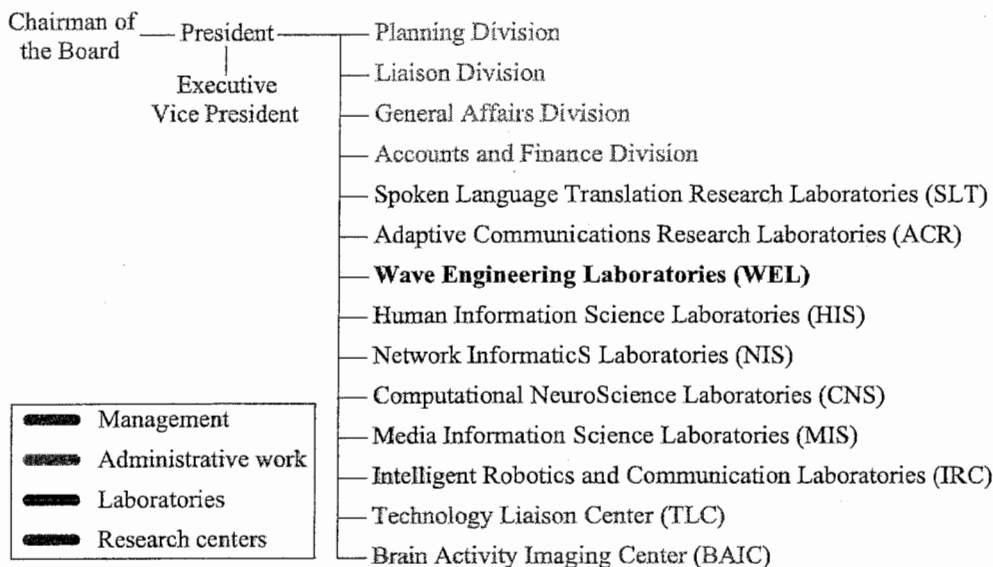 Chairman of
the Board
President
Executive
Vice President
Planning Division
Liaison Division
General Affairs Division
Accounts and Finance Division
Spoken Language Translation Research Laboratories (SLT)
Adaptive Communications Research Laboratories (ACR)
Wave Engineering Laboratories (WEL)
Human Information Science Laboratories (HIS)
Network InformaticS Laboratories (NIS)
Computational NeuroScience Laboratories (CNS)
Media Information Science Laboratories (MIS)
Intelligent Robotics and Communication Laboratories (IRC)
Technology Liaison Center (TLC)
Brain Activity Imaging Center (BAIC)
Management
Administrative work
Laboratories
Research centers